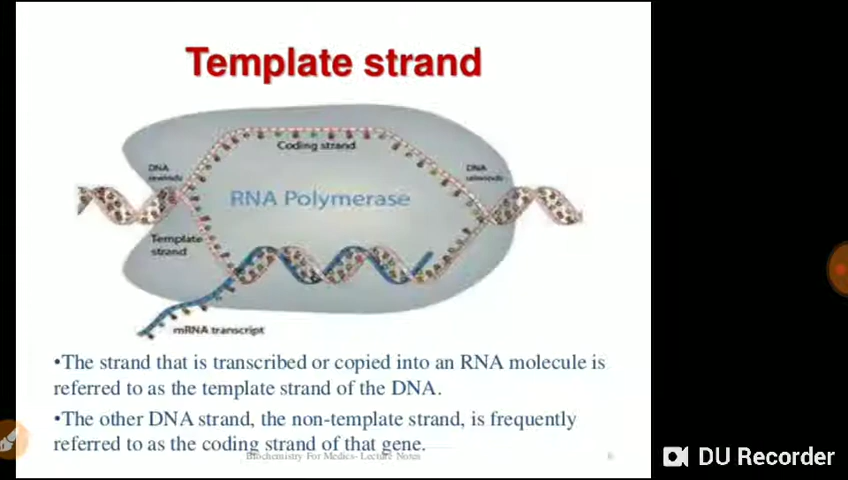 Template strand
Coding strand
DNA
rewinds
DNA
unwinds
RNA Polymerase
Template
strand
mRNA transcript
•The strand that is transcribed or copied into an RNA molecule is
referred to as the template strand of the DNA.
•The other DNA strand, the non-template strand, is frequently
referred to as the coding strand of that gene.
Biochemistry For Medics- Lecture Notes
6
DU Recorder